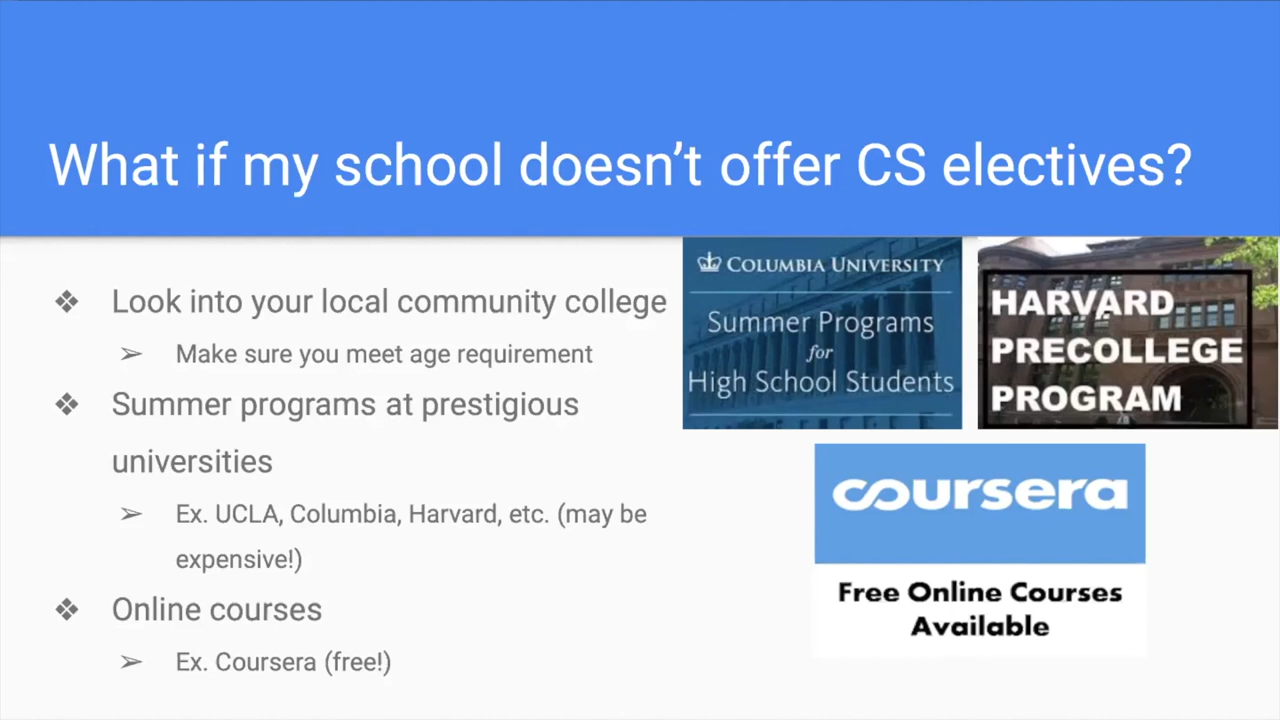 What if my school doesn’t offer CS electives?
❖ Look into your local community college
➢ Make sure you meet age requirement
❖ Summer programs at prestigious
universities
➢ Ex. UCLA, Columbia, Harvard, etc. (may be
expensive!)
❖ Online courses
➢ Ex. Coursera (free!)
COLUMBIA UNIVERSITY
Summer Programs
for
High School Students
HARVARD
PRECOLLEGE
PROGRAM
coursera
Free Online Courses
Available